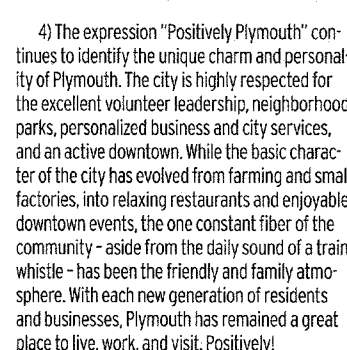 4) The expression "Positively Plymouth" con-
tinues to identify the unique charm and personal-
ity of Plymouth. The city is highly respected for
the excellent volunteer leadership, neighborhood
parks, personalized business and city services,
and an active downtown. While the basic charac-
ter of the city has evolved from farming and small
factories, into relaxing restaurants and enjoyable
downtown events, the one constant fiber of the
community - aside from the daily sound of a train
whistle - has been the friendly and family atmo-
sphere. With each new generation of residents
and businesses, Plymouth has remained a great
place to live, work, and visit. Positively!